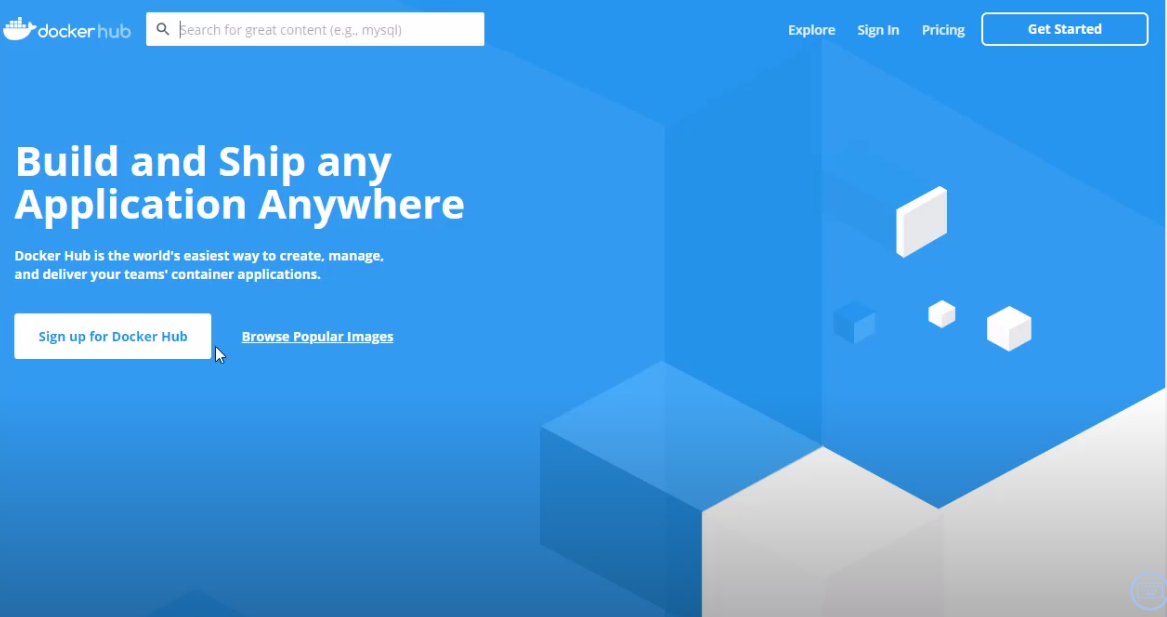 docker hub
Search for great content (e.g., mysql)
Explore
Sign In
Pricing
Get Started
Build and Ship any
Application Anywhere
Docker Hub is the world's easiest way to create, manage,
and deliver your teams' container applications.
Sign up for Docker Hub
Browse Popular Images